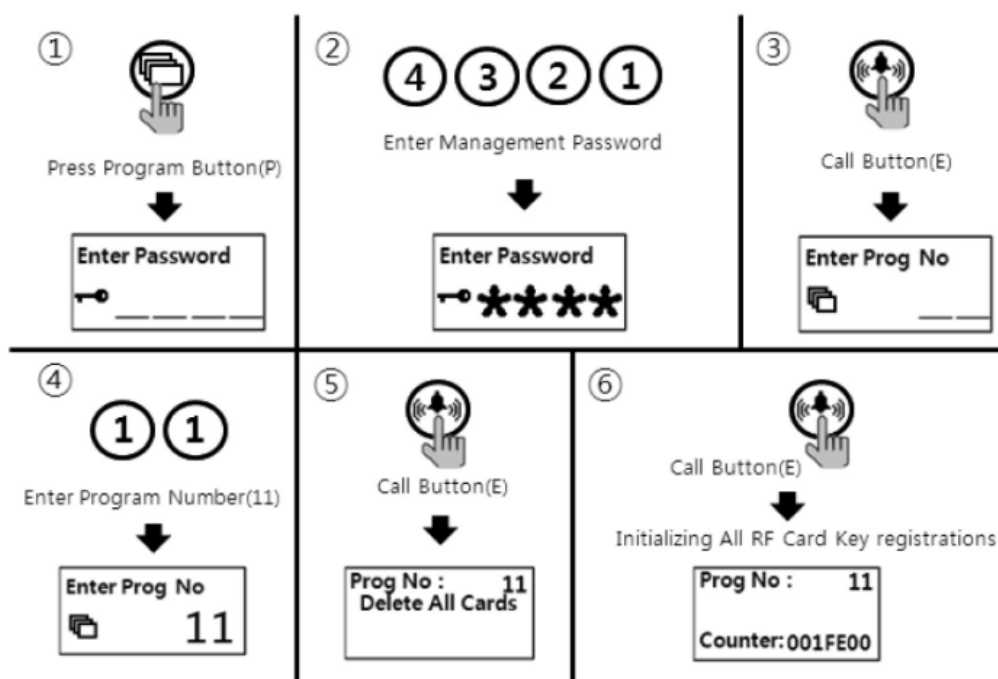 ①
Press Program Button(P)
Enter Password
②
4 3 2 1
Enter Management Password
Enter Password
③
Call Button(E)
Enter Prog No
④
1 1
Enter Program Number(11)
Enter Prog No
11
⑤
Call Button(E)
Prog No : 11
Delete All Cards
⑥
Call Button(E)
Initializing All RF Card Key registrations
Prog No : 11
Counter: 001FE00